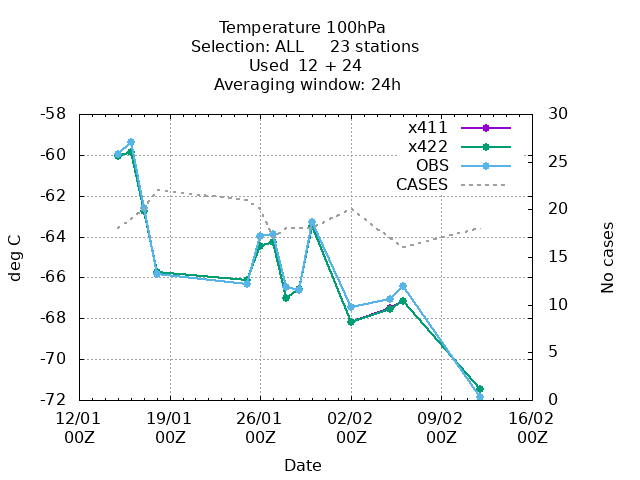 Temperature 100hPa
Selection: ALL     23 stations
Used  12 + 24
Averaging window: 24h
-58
-60
-62
-64
-66
-68
-70
-72
deg C
30
25
20
15
10
5
0
No cases
x411
x422
OBS
CASES
12/01 19/01 26/01 02/02 09/02 16/02
00Z 00Z 00Z 00Z 00Z 00Z
Date